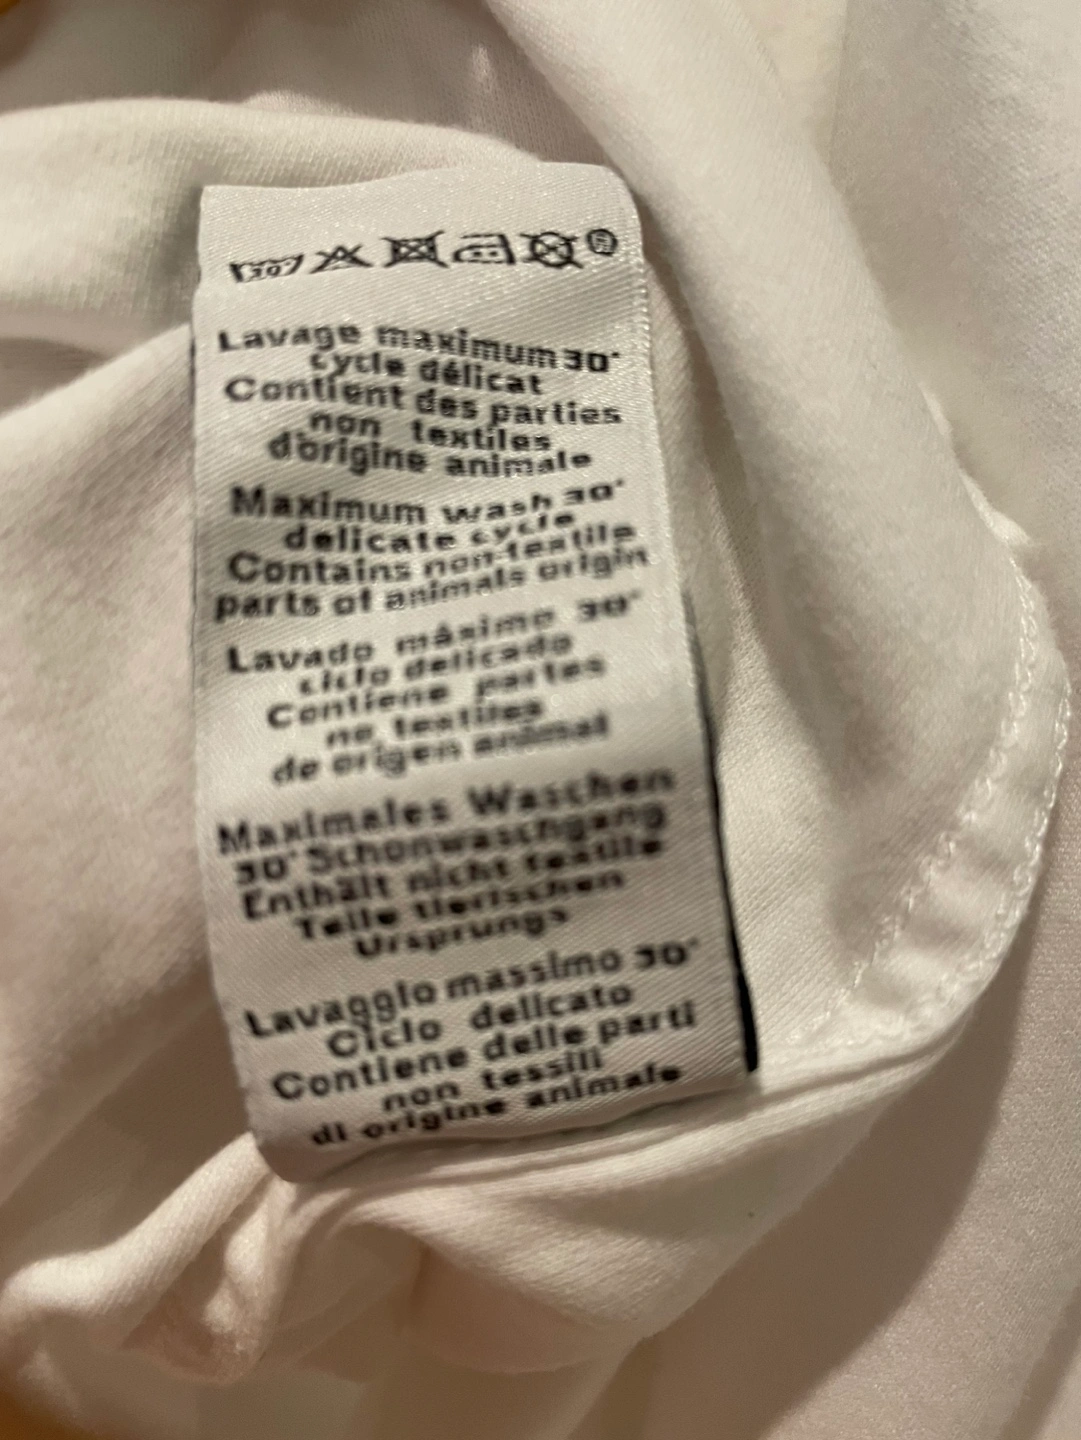 30°
Lavage maximum 30°
cycle délicat
Contient des parties
non textiles
d'origine animale
Maximum wash 30°
delicate cycle
Contains non-textile
parts of animals origin
Lavado máximo 30°
ciclo delicado
Contiene partes
no textiles
de origen animal
Maximales Waschen
30° Schonwaschgang
Enthält nicht textile
Teile tierischen
Ursprungs
Lavaggio massimo 30°
Ciclo delicato
Contiene delle parti
non tessili
di origine animale